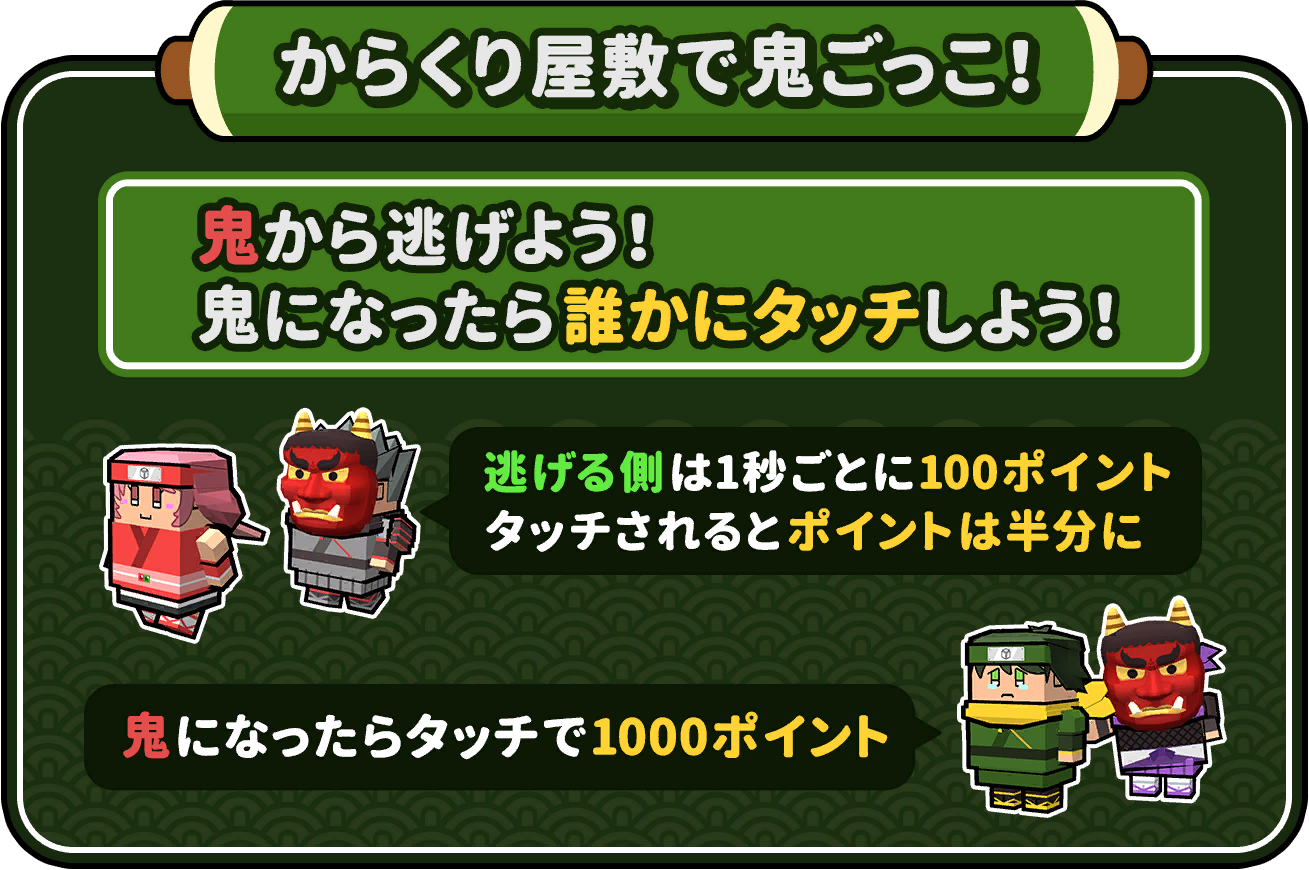 からくり屋敷で鬼ごっこ!
鬼から逃げよう!
鬼になったら誰かにタッチしよう!
逃げる側は1秒ごとに100ポイント
タッチされるとポイントは半分に
鬼になったらタッチで1000ポイント